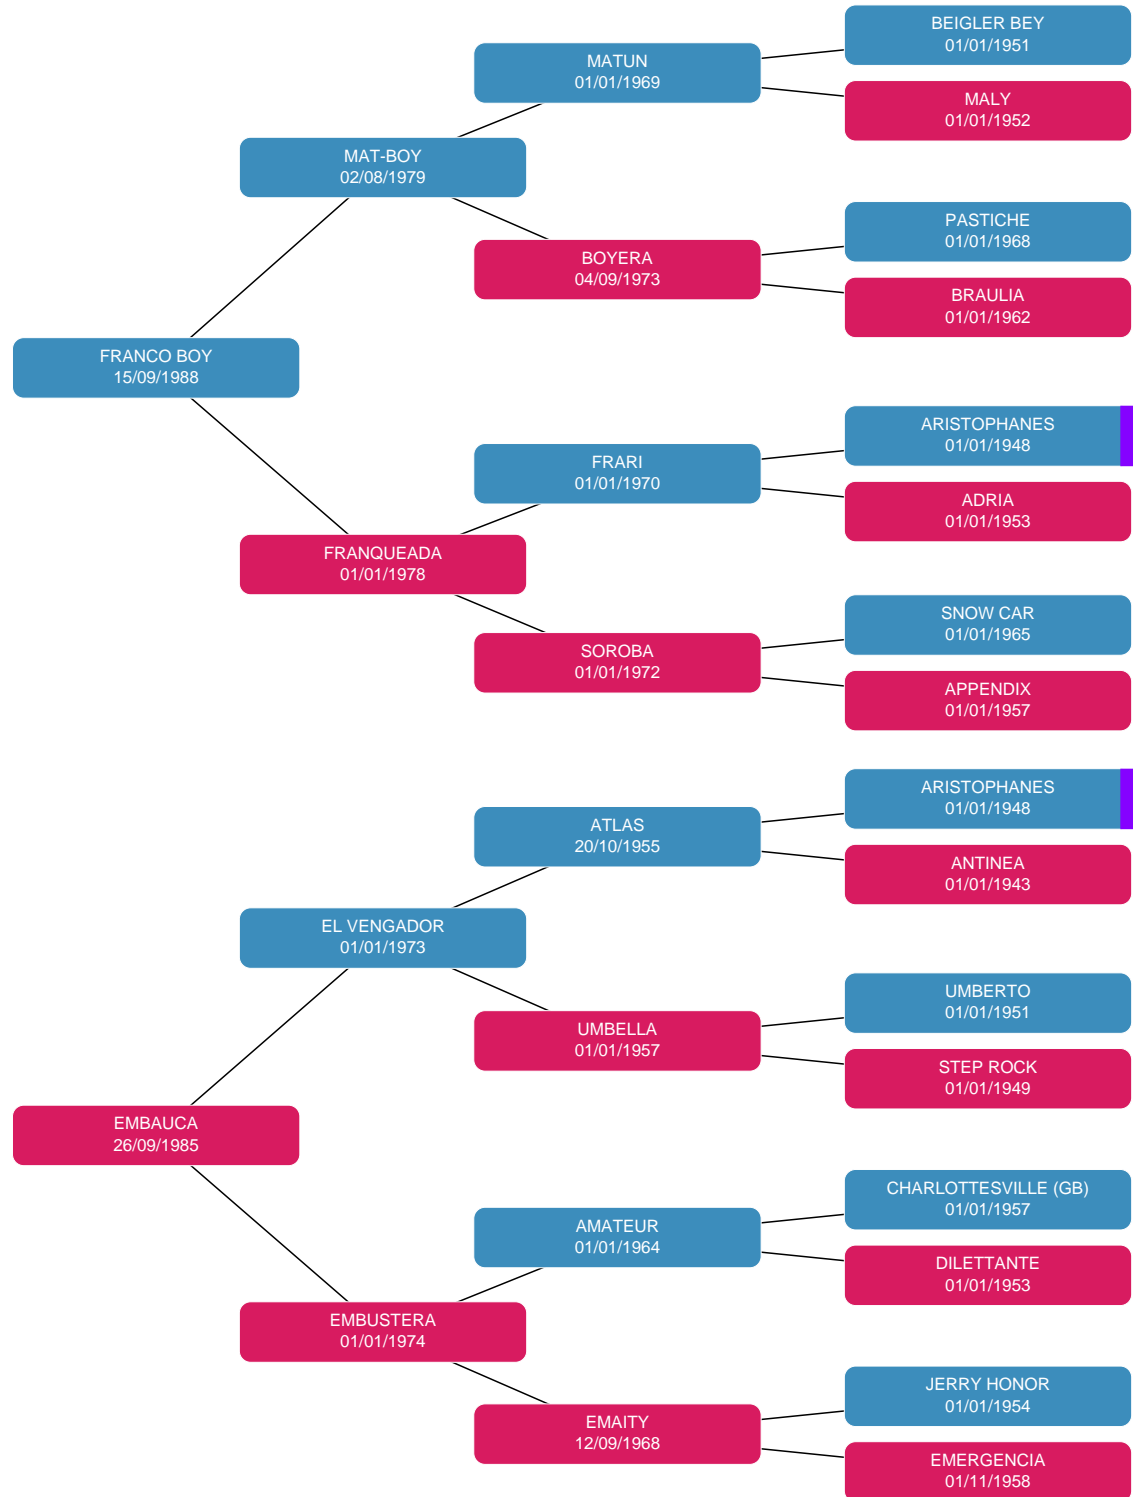 BEIGLER BEY
01/01/1951
MATUN
01/01/1969
MALY
01/01/1952
MAT-BOY
02/08/1979
PASTICHE
01/01/1968
BOYERA
04/09/1973
BRAULIA
01/01/1962
FRANCO BOY
15/09/1988
ARISTOPHANES
01/01/1948
FRARI
01/01/1970
ADRIA
01/01/1953
FRANQUEADA
01/01/1978
SNOW CAR
01/01/1965
SOROBA
01/01/1972
APPENDIX
01/01/1957
ARISTOPHANES
01/01/1948
ATLAS
20/10/1955
ANTINEA
01/01/1943
EL VENGADOR
01/01/1973
UMBERTO
01/01/1951
UMBELLA
01/01/1957
STEP ROCK
01/01/1949
EMBAUCA
26/09/1985
CHARLOTTESVILLE (GB)
01/01/1957
AMATEUR
01/01/1964
DILETTANTE
01/01/1953
EMBUSTERA
01/01/1974
JERRY HONOR
01/01/1954
EMAITY
12/09/1968
EMERGENCIA
01/11/1958